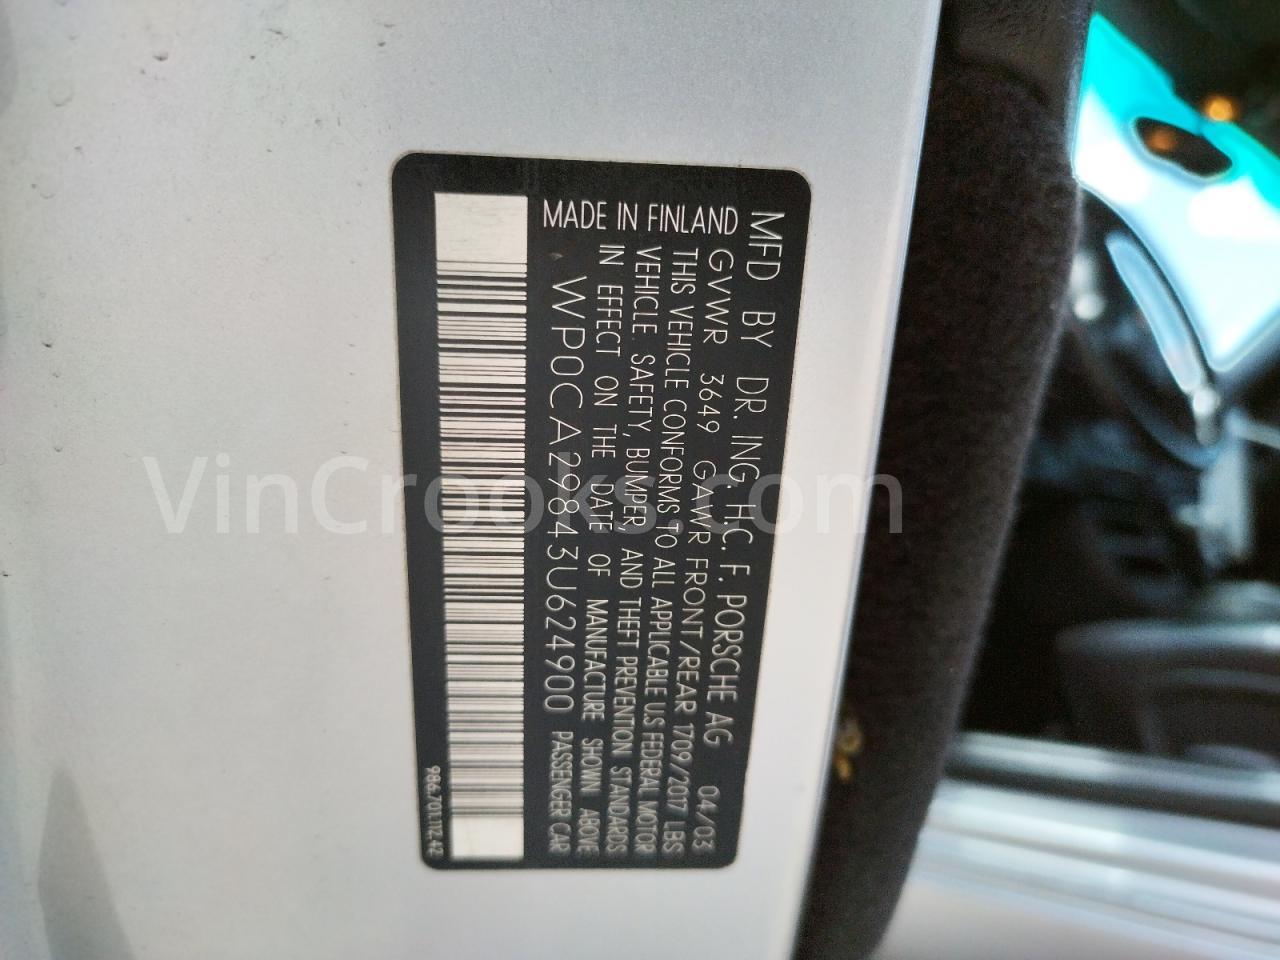 MFD BY DR. ING. H.C. F. PORSCHE AG 04/03
GVWR 3649 GAWR FRONT/REAR 1709/2017 LBS
THIS VEHICLE CONFORMS TO ALL APPLICABLE U.S FEDERAL MOTOR
VEHICLE. SAFETY, BUMPER, AND THEFT PREVENTION STANDARDS
IN EFFECT ON THE DATE OF MANUFACTURE SHOWN ABOVE
MADE IN FINLAND
WP0CA29843U624900 PASSENGER CAR
986.701.112.42
VinCrooks.com